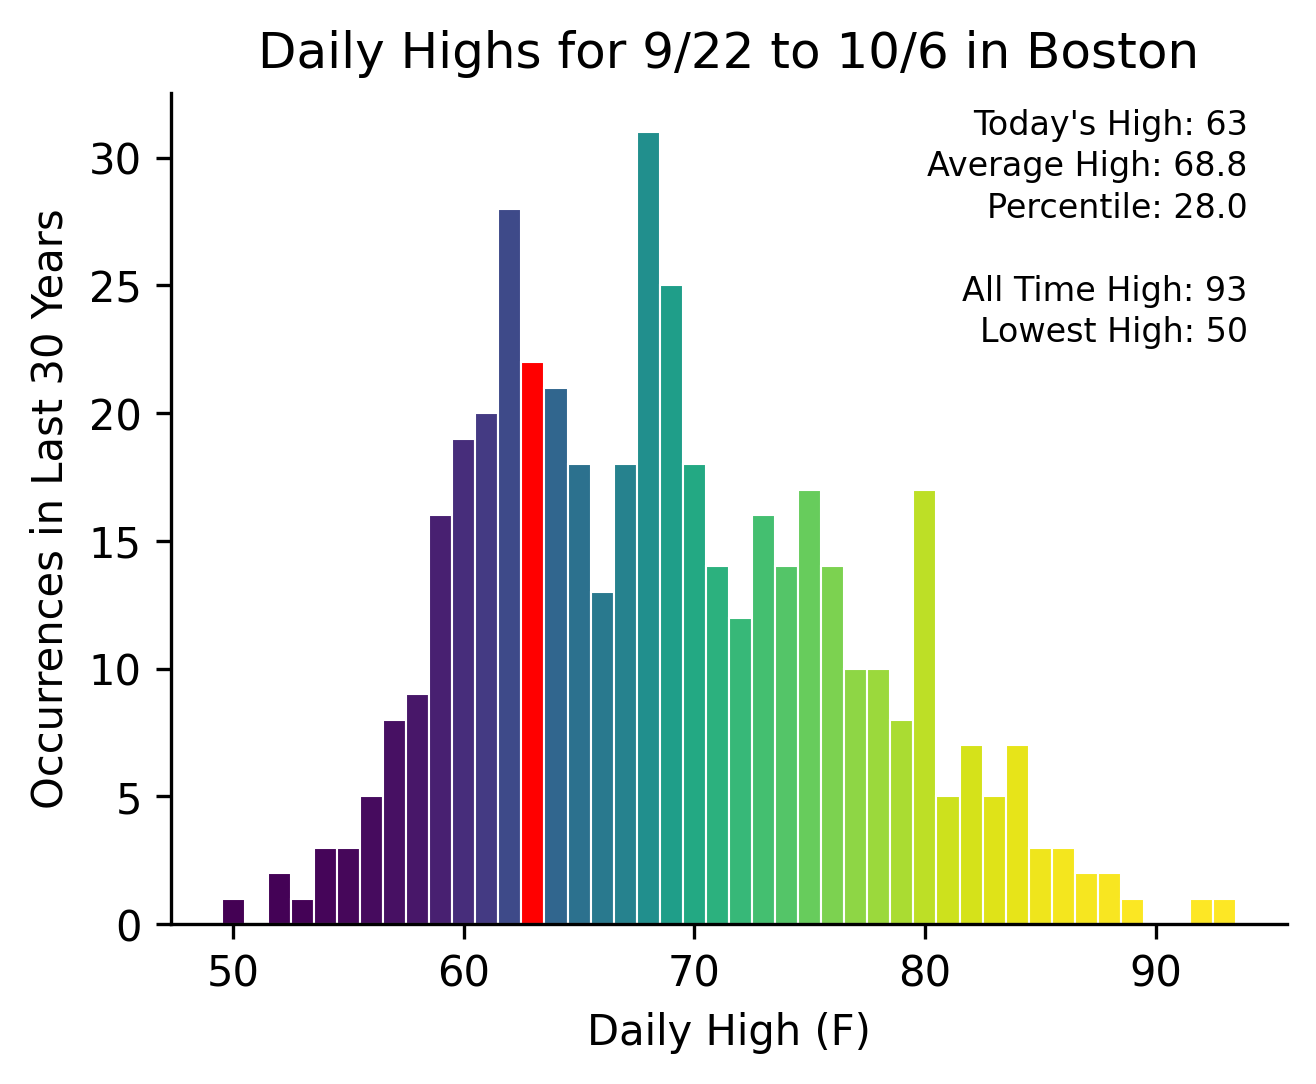 Daily Highs for 9/22 to 10/6 in Boston
Today's High: 63
Average High: 68.8
Percentile: 28.0
All Time High: 93
Lowest High: 50
Occurrences in Last 30 Years
30
25
20
15
10
5
0
50 60 70 80 90
Daily High (F)